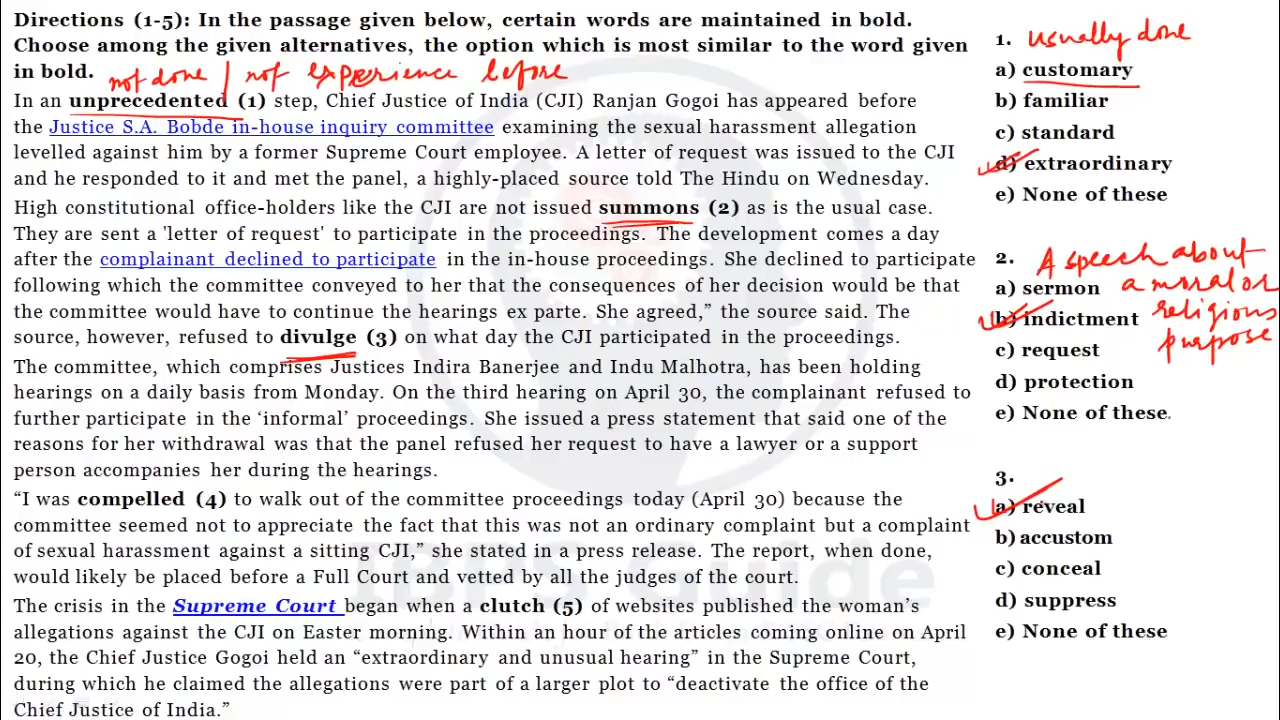 Directions (1-5): In the passage given below, certain words are maintained in bold.
Choose among the given alternatives, the option which is most similar to the word given
in bold.
not done / not experience before
In an unprecedented (1) step, Chief Justice of India (CJI) Ranjan Gogoi has appeared before
the Justice S.A. Bobde in-house inquiry committee examining the sexual harassment allegation
levelled against him by a former Supreme Court employee. A letter of request was issued to the CJI
and he responded to it and met the panel, a highly-placed source told The Hindu on Wednesday.
High constitutional office-holders like the CJI are not issued summons (2) as is the usual case.
They are sent a 'letter of request' to participate in the proceedings. The development comes a day
after the complainant declined to participate in the in-house proceedings. She declined to participate
following which the committee conveyed to her that the consequences of her decision would be that
the committee would have to continue the hearings ex parte. She agreed,” the source said. The
source, however, refused to divulge (3) on what day the CJI participated in the proceedings.
The committee, which comprises Justices Indira Banerjee and Indu Malhotra, has been holding
hearings on a daily basis from Monday. On the third hearing on April 30, the complainant refused to
further participate in the ‘informal’ proceedings. She issued a press statement that said one of the
reasons for her withdrawal was that the panel refused her request to have a lawyer or a support
person accompanies her during the hearings.
“I was compelled (4) to walk out of the committee proceedings today (April 30) because the
committee seemed not to appreciate the fact that this was not an ordinary complaint but a complaint
of sexual harassment against a sitting CJI,” she stated in a press release. The report, when done,
would likely be placed before a Full Court and vetted by all the judges of the court.
The crisis in the Supreme Court began when a clutch (5) of websites published the woman’s
allegations against the CJI on Easter morning. Within an hour of the articles coming online on April
20, the Chief Justice Gogoi held an “extraordinary and unusual hearing” in the Supreme Court,
during which he claimed the allegations were part of a larger plot to “deactivate the office of the
Chief Justice of India.”
1. usually done
a) customary
b) familiar
c) standard
d) extraordinary
e) None of these
2. A speech about
a) sermon a moral or
b) indictment religious
c) request purpose
d) protection
e) None of these.
3.
a) reveal
b) accustom
c) conceal
d) suppress
e) None of these
IBPS Guide